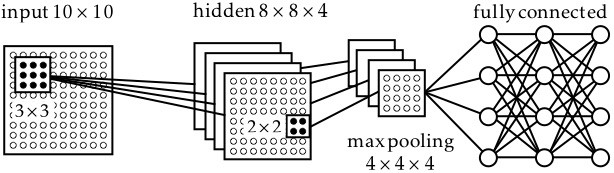 input 10 × 10
hidden 8 × 8 × 4
fully connected
3 × 3
2 × 2
max pooling
4 × 4 × 4